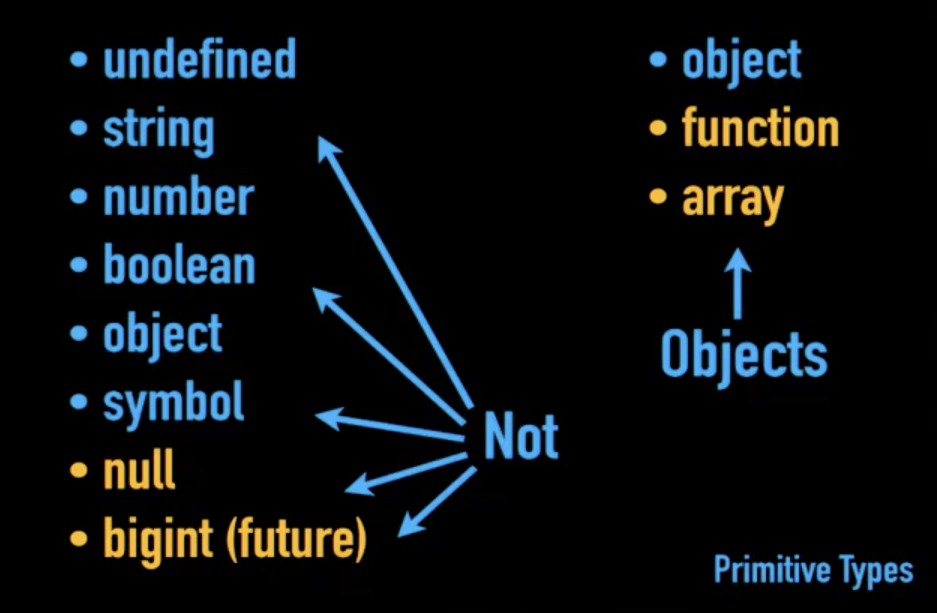 • undefined
• string
• number
• boolean
• object
• symbol
• null
• bigint (future)
Not
• object
• function
• array
Objects
Primitive Types